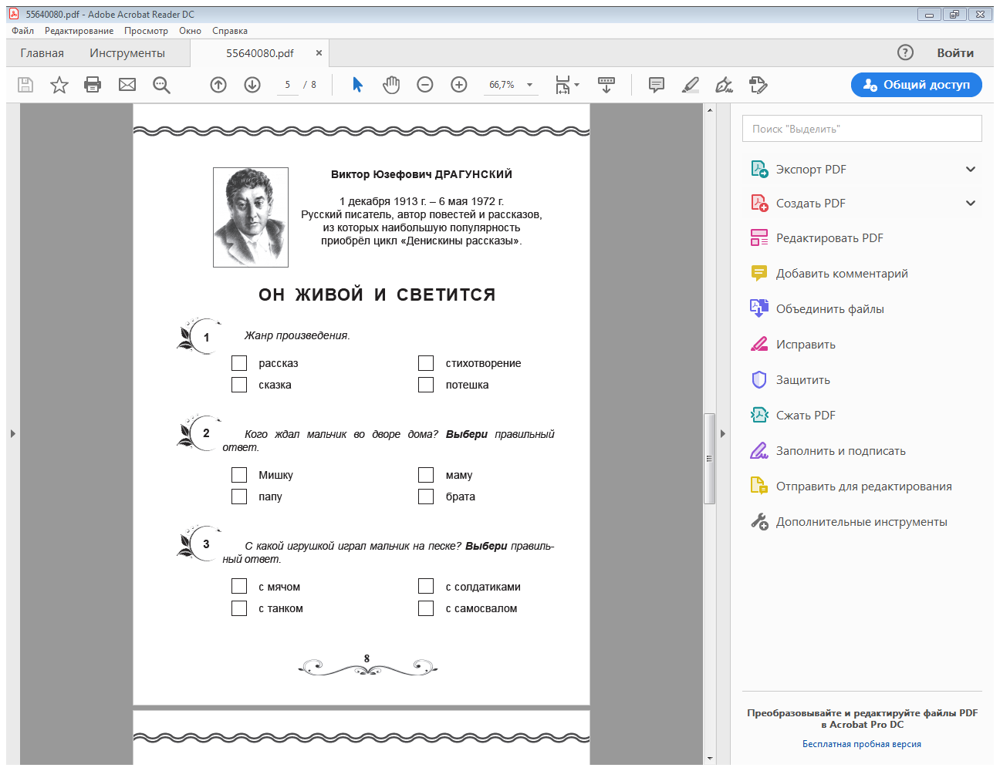 55640080.pdf - Adobe Acrobat Reader DC
Файл Редактирование Просмотр Окно Справка
Главная Инструменты 55640080.pdf × ? Войти
5 / 8 66,7% Общий доступ
Виктор Юзефович ДРАГУНСКИЙ
1 декабря 1913 г. – 6 мая 1972 г.
Русский писатель, автор повестей и рассказов,
из которых наибольшую популярность
приобрёл цикл «Денискины рассказы».
ОН ЖИВОЙ И СВЕТИТСЯ
1 Жанр произведения.
рассказ стихотворение
сказка потешка
2 Кого ждал мальчик во дворе дома? Выбери правильный
ответ.
Мишку маму
папу брата
3 С какой игрушкой играл мальчик на песке? Выбери правиль-
ный ответ.
с мячом с солдатиками
с танком с самосвалом
8
Поиск "Выделить"
Экспорт PDF
Создать PDF
Редактировать PDF
Добавить комментарий
Объединить файлы
Исправить
Защитить
Сжать PDF
Заполнить и подписать
Отправить для редактирования
Дополнительные инструменты
Преобразовывайте и редактируйте файлы PDF
в Acrobat Pro DC
Бесплатная пробная версия